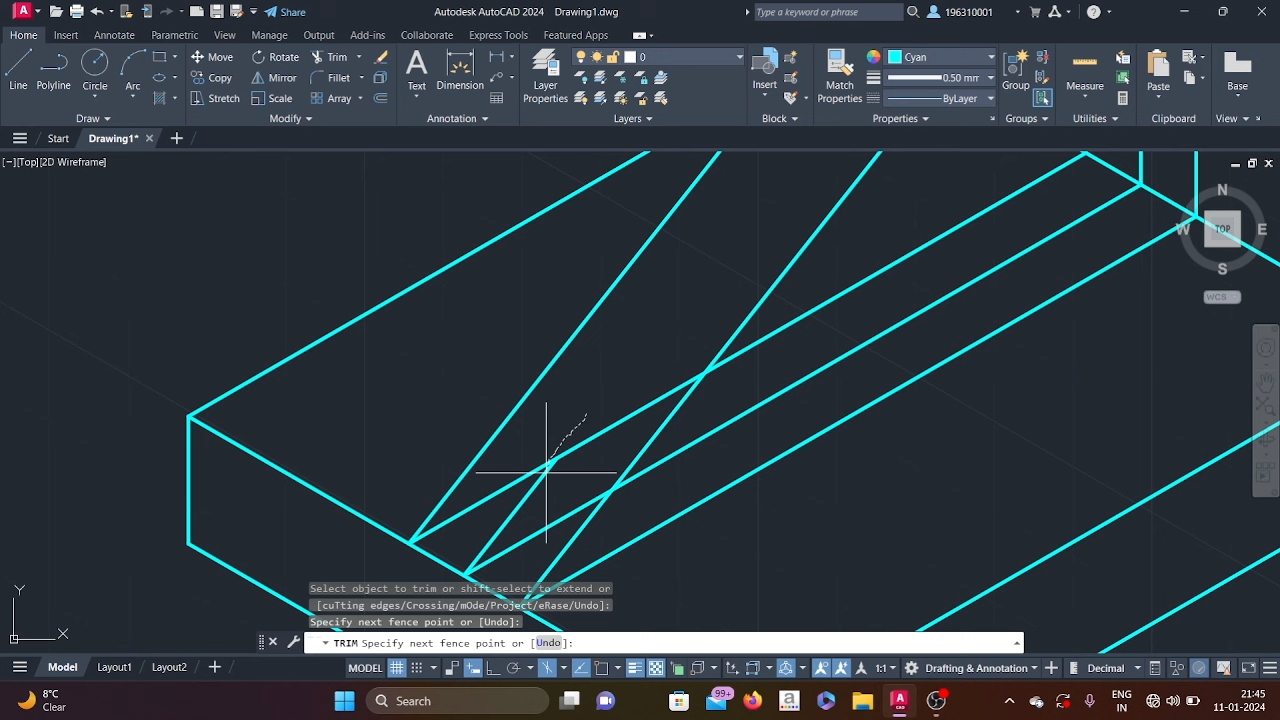 Share
Autodesk AutoCAD 2024 Drawing1.dwg
Type a keyword or phrase
196310001
Home Insert Annotate Parametric View Manage Output Add-ins Collaborate Express Tools Featured Apps
Line Polyline Circle Arc
Move Rotate Trim
Copy Mirror Fillet
Stretch Scale Array
Text Dimension
Layer Properties
0
Insert
Match Properties
Cyan
0.50 mm
ByLayer
Group
Measure
Paste
Base
Draw Modify Annotation Layers Block Properties Groups Utilities Clipboard View
Start Drawing1*
[−][Top][2D Wireframe]
N
W TOP E
S
WCS
Y
X
Select object to trim or shift-select to extend or
[cuTting edges/Crossing/mOde/Project/eRase/Undo]:
Specify next fence point or [Undo]:
TRIM Specify next fence point or [Undo]:
Model Layout1 Layout2
MODEL 1:1 Drafting & Annotation Decimal
8°C
Clear
Search
99+
a
CAD
ENG
IN
21:43
11-01-2024